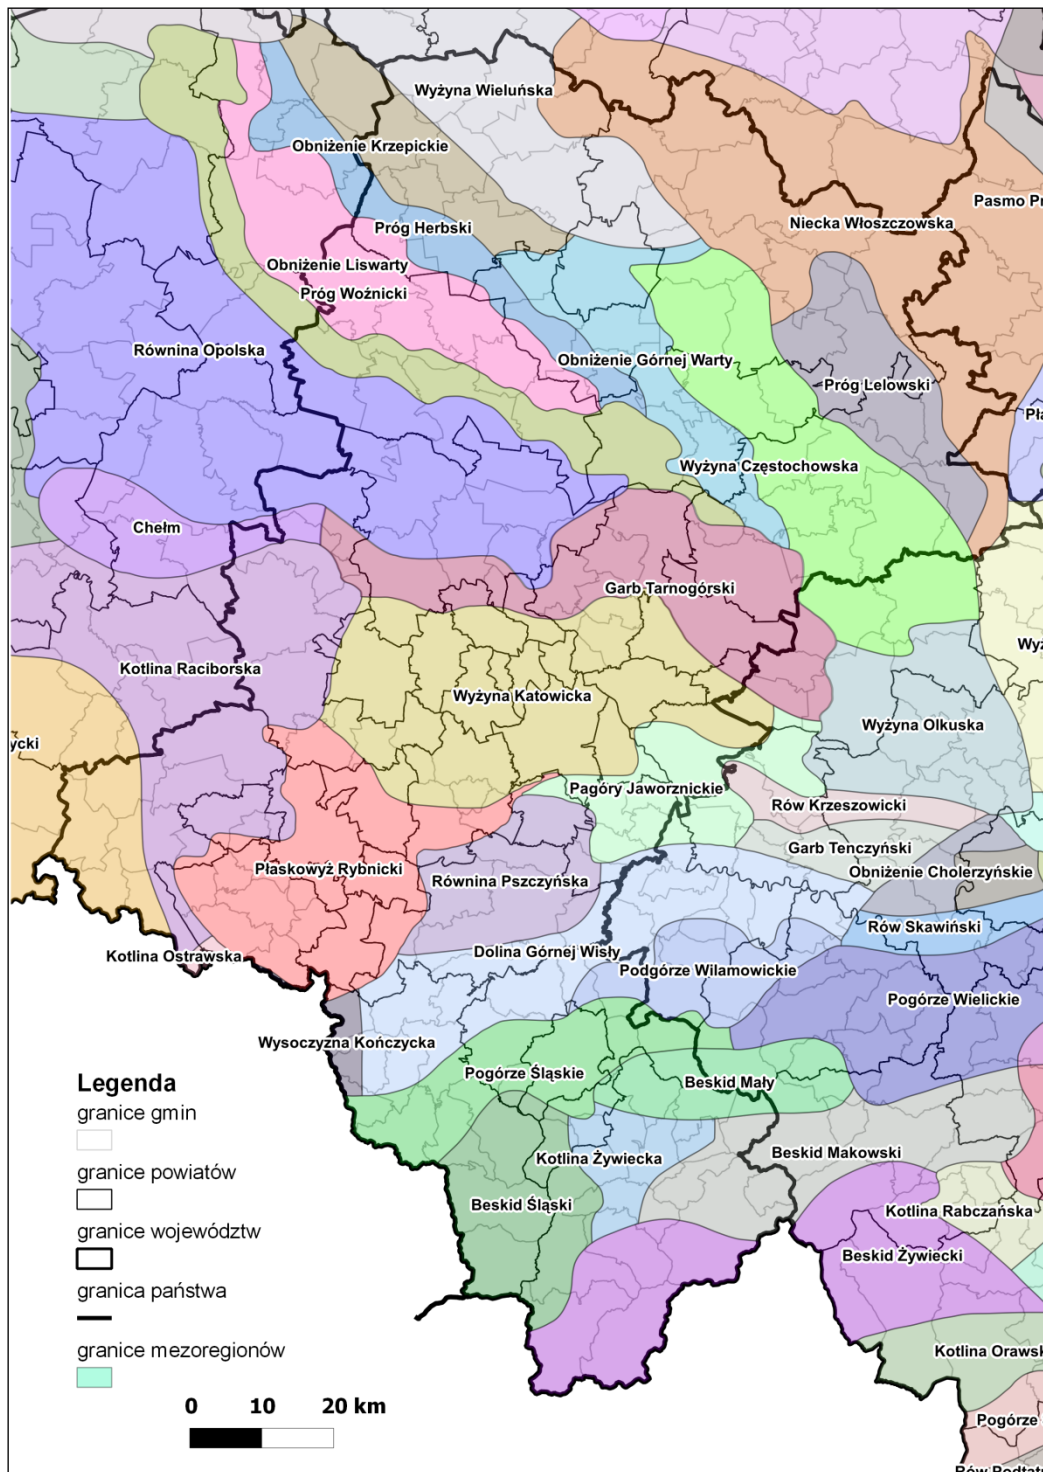 Wyżyna Wieluńska
Obniżenie Krzepickie
Pasmo Pr
Niecka Włoszczowska
Próg Herbski
Obniżenie Liswarty
Próg Woźnicki
Równina Opolska
Obniżenie Górnej Warty
Próg Lelowski
Pła
Wyżyna Częstochowska
Chełm
Garb Tarnogórski
Wyż
Kotlina Raciborska
Wyżyna Katowicka
Wyżyna Olkuska
ycki
Pagóry Jaworznickie
Rów Krzeszowicki
Garb Tenczyński
Płaskowyż Rybnicki
Obniżenie Cholerzyńskie
Równina Pszczyńska
Rów Skawiński
Kotlina Ostrawska
Dolina Górnej Wisły
Podgórze Wilamowickie
Pogórze Wielickie
Wysoczyzna Kończycka
Pogórze Śląskie
Beskid Mały
Beskid Makowski
Kotlina Żywiecka
Beskid Śląski
Kotlina Rabczańska
Beskid Żywiecki
Kotlina Orawsk
Pogórze
Rów Podtatr
Legenda
granice gmin
granice powiatów
granice województw
granica państwa
granice mezoregionów
0 10 20 km